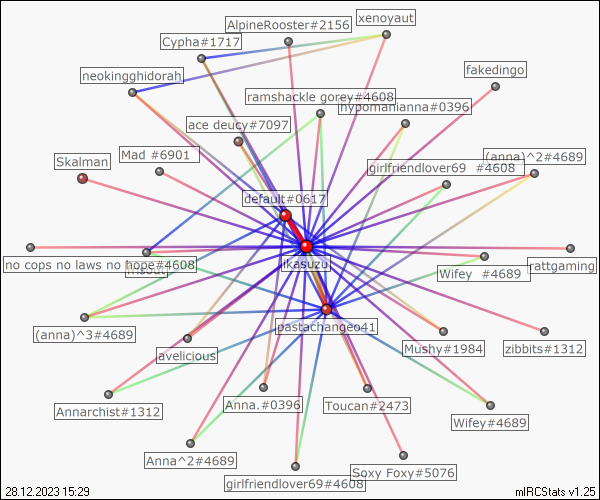 AlpineRooster#2156
xenoyaut
Cypha#1717
neokingghidorah
fakedingo
ramshackle gorey#4608
hypomanianna#0396
ace deucy#7097
Skalman
Mad #6901
(anna)^2#4689
girlfriendlover69 #4608
default#0617
ikasuzu
no cops no laws no hope#4608
Wifey #4689
rattgaming
pastachangeo41
(anna)^3#4689
avelicious
Mushy#1984
zibbits#1312
Annarchist#1312
Anna.#0396
Toucan#2473
Wifey#4689
Anna^2#4689
girlfriendlover69#4608
Soxy Foxy#5076
28.12.2023 15:29
mIRCStats v1.25